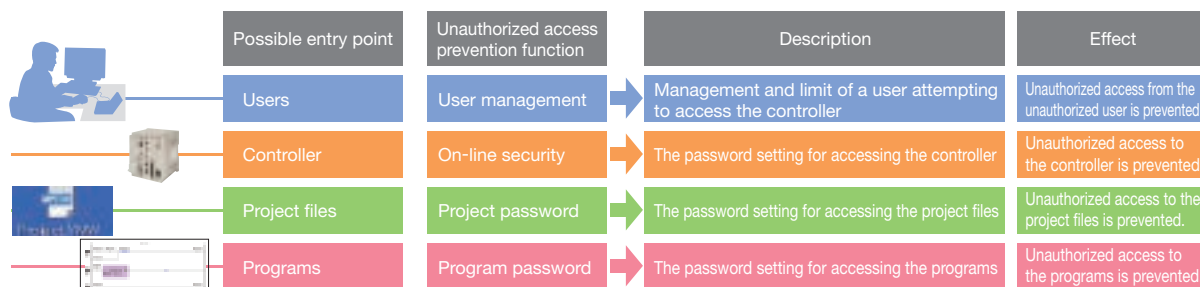 Possible entry point
Unauthorized access
prevention function
Description
Effect
Users
User management
Management and limit of a user attempting
to access the controller
Unauthorized access from the
unauthorized user is prevented
Controller
On-line security
The password setting for accessing the controller
Unauthorized access to
the controller is prevented
Project files
Project password
The password setting for accessing the project files
Unauthorized access to the
project files is prevented.
Programs
Program password
The password setting for accessing the programs
Unauthorized access to
the programs is prevented